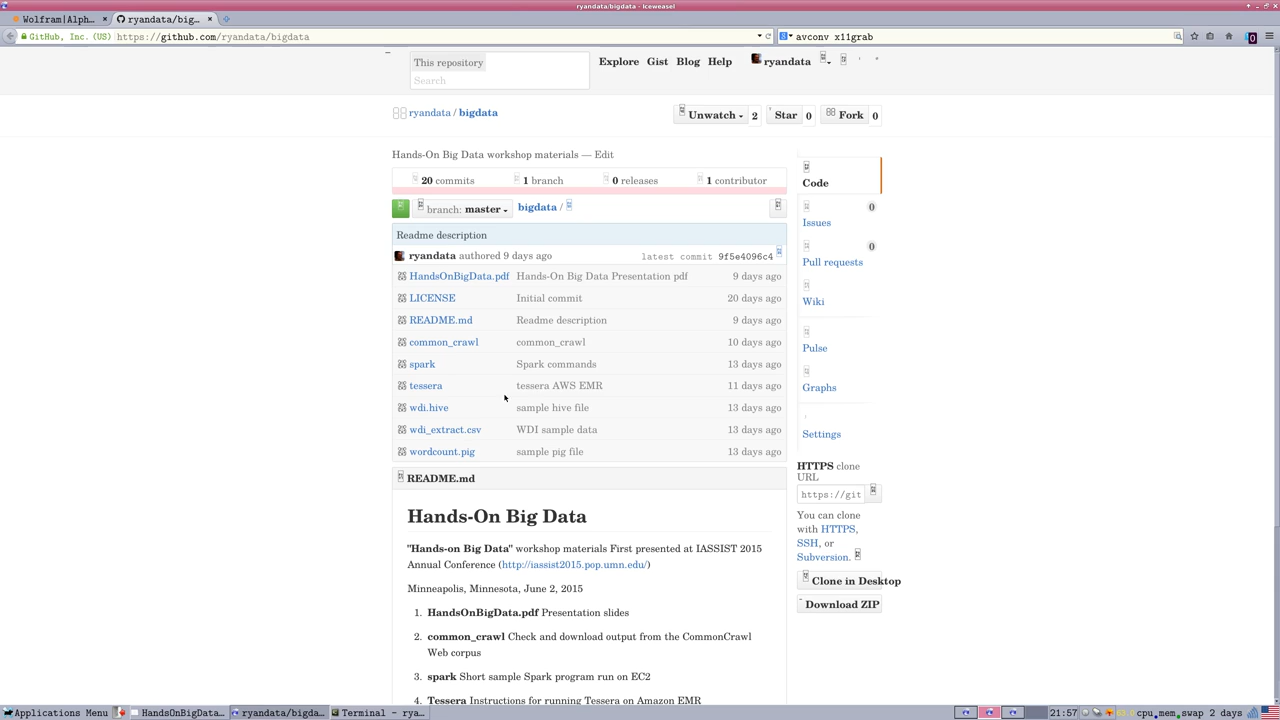 ryandata/bigdata - Iceweasel
Wolfram|Alph... × ryandata/big... ×
GitHub, Inc. (US) https://github.com/ryandata/bigdata avconv x11grab
This repository
Search
Explore Gist Blog Help ryandata
ryandata / bigdata Unwatch 2 Star 0 Fork 0
Hands-On Big Data workshop materials — Edit
20 commits 1 branch 0 releases 1 contributor
branch: master bigdata /
Readme description
ryandata authored 9 days ago latest commit 9f5e4096c4
HandsOnBigData.pdf Hands-On Big Data Presentation pdf 9 days ago
LICENSE Initial commit 20 days ago
README.md Readme description 9 days ago
common_crawl common_crawl 10 days ago
spark Spark commands 13 days ago
tessera tessera AWS EMR 11 days ago
wdi.hive sample hive file 13 days ago
wdi_extract.csv WDI sample data 13 days ago
wordcount.pig sample pig file 13 days ago
README.md
Hands-On Big Data
"Hands-on Big Data" workshop materials First presented at IASSIST 2015
Annual Conference (http://iassist2015.pop.umn.edu/)
Minneapolis, Minnesota, June 2, 2015
1. HandsOnBigData.pdf Presentation slides
2. common_crawl Check and download output from the CommonCrawl
Web corpus
3. spark Short sample Spark program run on EC2
4. Tessera Instructions for running Tessera on Amazon EMR
Code
0
Issues
0
Pull requests
Wiki
Pulse
Graphs
Settings
HTTPS clone
URL
https://git
You can clone
with HTTPS,
SSH, or
Subversion.
Clone in Desktop
Download ZIP
Applications Menu HandsOnBigData... ryandata/bigda... Terminal - rya... 21:57 cpu mem swap 2 days